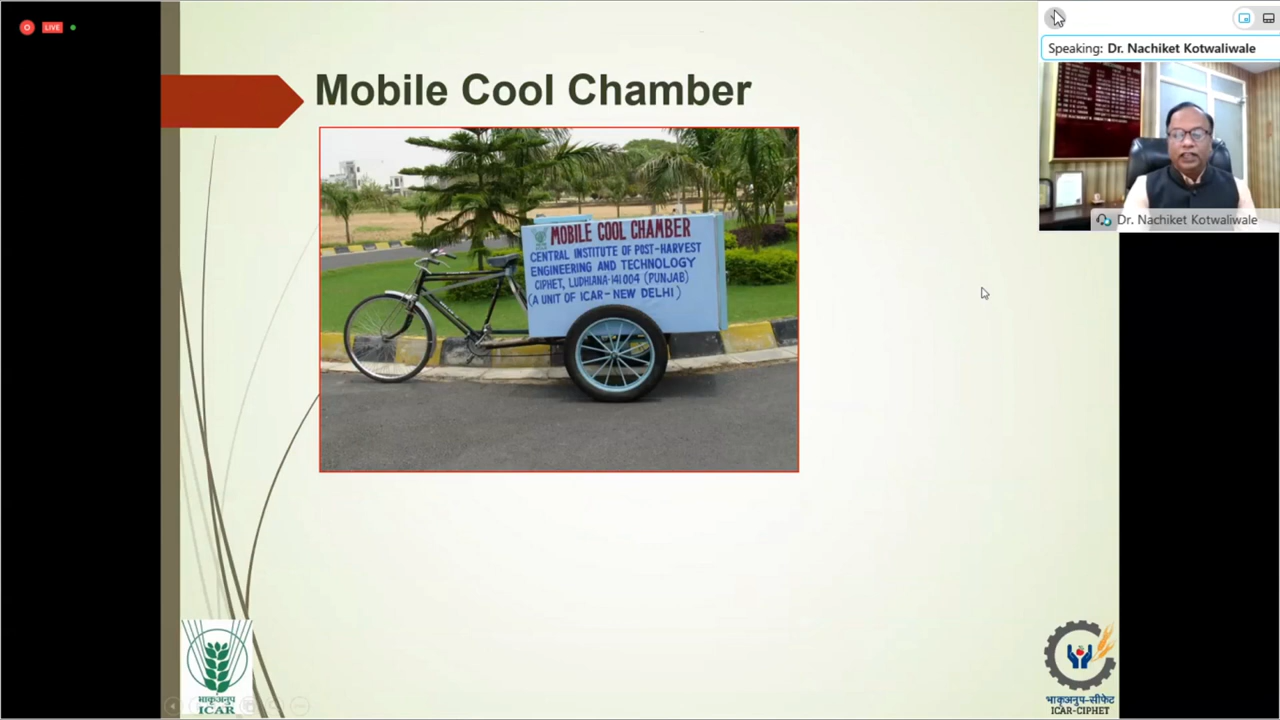 LIVE
Speaking: Dr. Nachiket Kotwaliwale
Dr. Nachiket Kotwaliwale
Mobile Cool Chamber
MOBILE COOL CHAMBER
CENTRAL INSTITUTE OF POST-HARVEST
ENGINEERING AND TECHNOLOGY
CIPHET, LUDHIANA-141004 (PUNJAB)
(A UNIT OF ICAR-NEW DELHI)
भाकृअनुप
ICAR
भाकृअनुप-सीफेट
ICAR-CIPHET